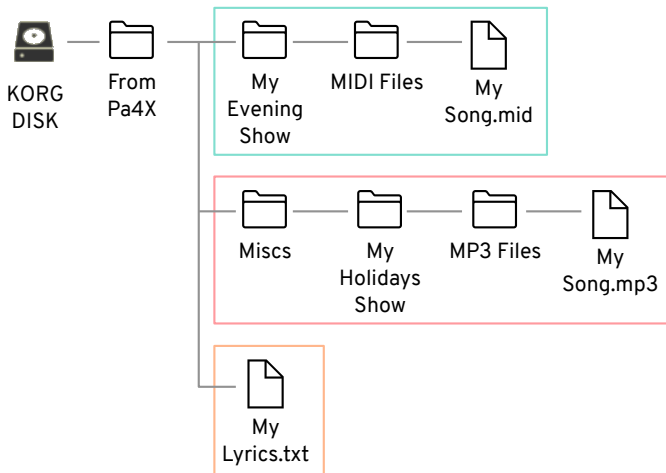 KORG
DISK
From
Pa4X
My
Evening
Show
MIDI Files
My
Song.mid
Miscs
My
Holidays
Show
MP3 Files
My
Song.mp3
My
Lyrics.txt